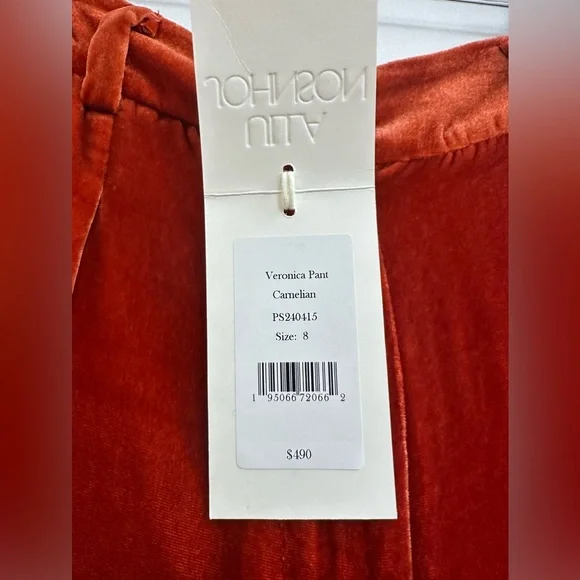 ULLA
JOHNSON
Veronica Pant
Carnelian
PS240415
Size: 8
1 95066 72066 2
$490